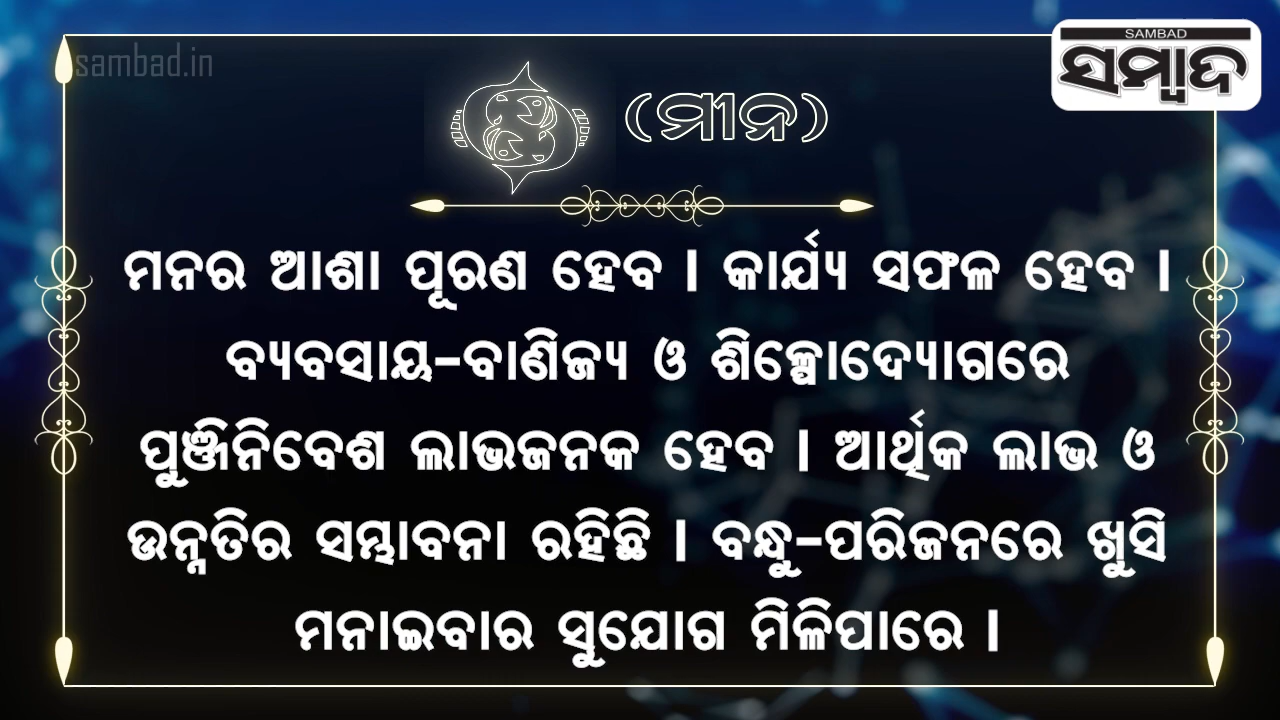 sambad.in
SAMBAD
ସମ୍ବାଦ
(ମୀନ)
ମନର ଆଶା ପୂରଣ ହେବ । କାର୍ଯ୍ୟ ସଫଳ ହେବ ।
ବ୍ୟବସାୟ-ବାଣିଜ୍ୟ ଓ ଶିଳ୍ପୋଦ୍ୟୋଗରେ
ପୁଞ୍ଜିନିବେଶ ଲାଭଜନକ ହେବ । ଆର୍ଥିକ ଲାଭ ଓ
ଉନ୍ନତିର ସମ୍ଭାବନା ରହିଛି । ବନ୍ଧୁ-ପରିଜନରେ ଖୁସି
ମନାଇବାର ସୁଯୋଗ ମିଳିପାରେ ।